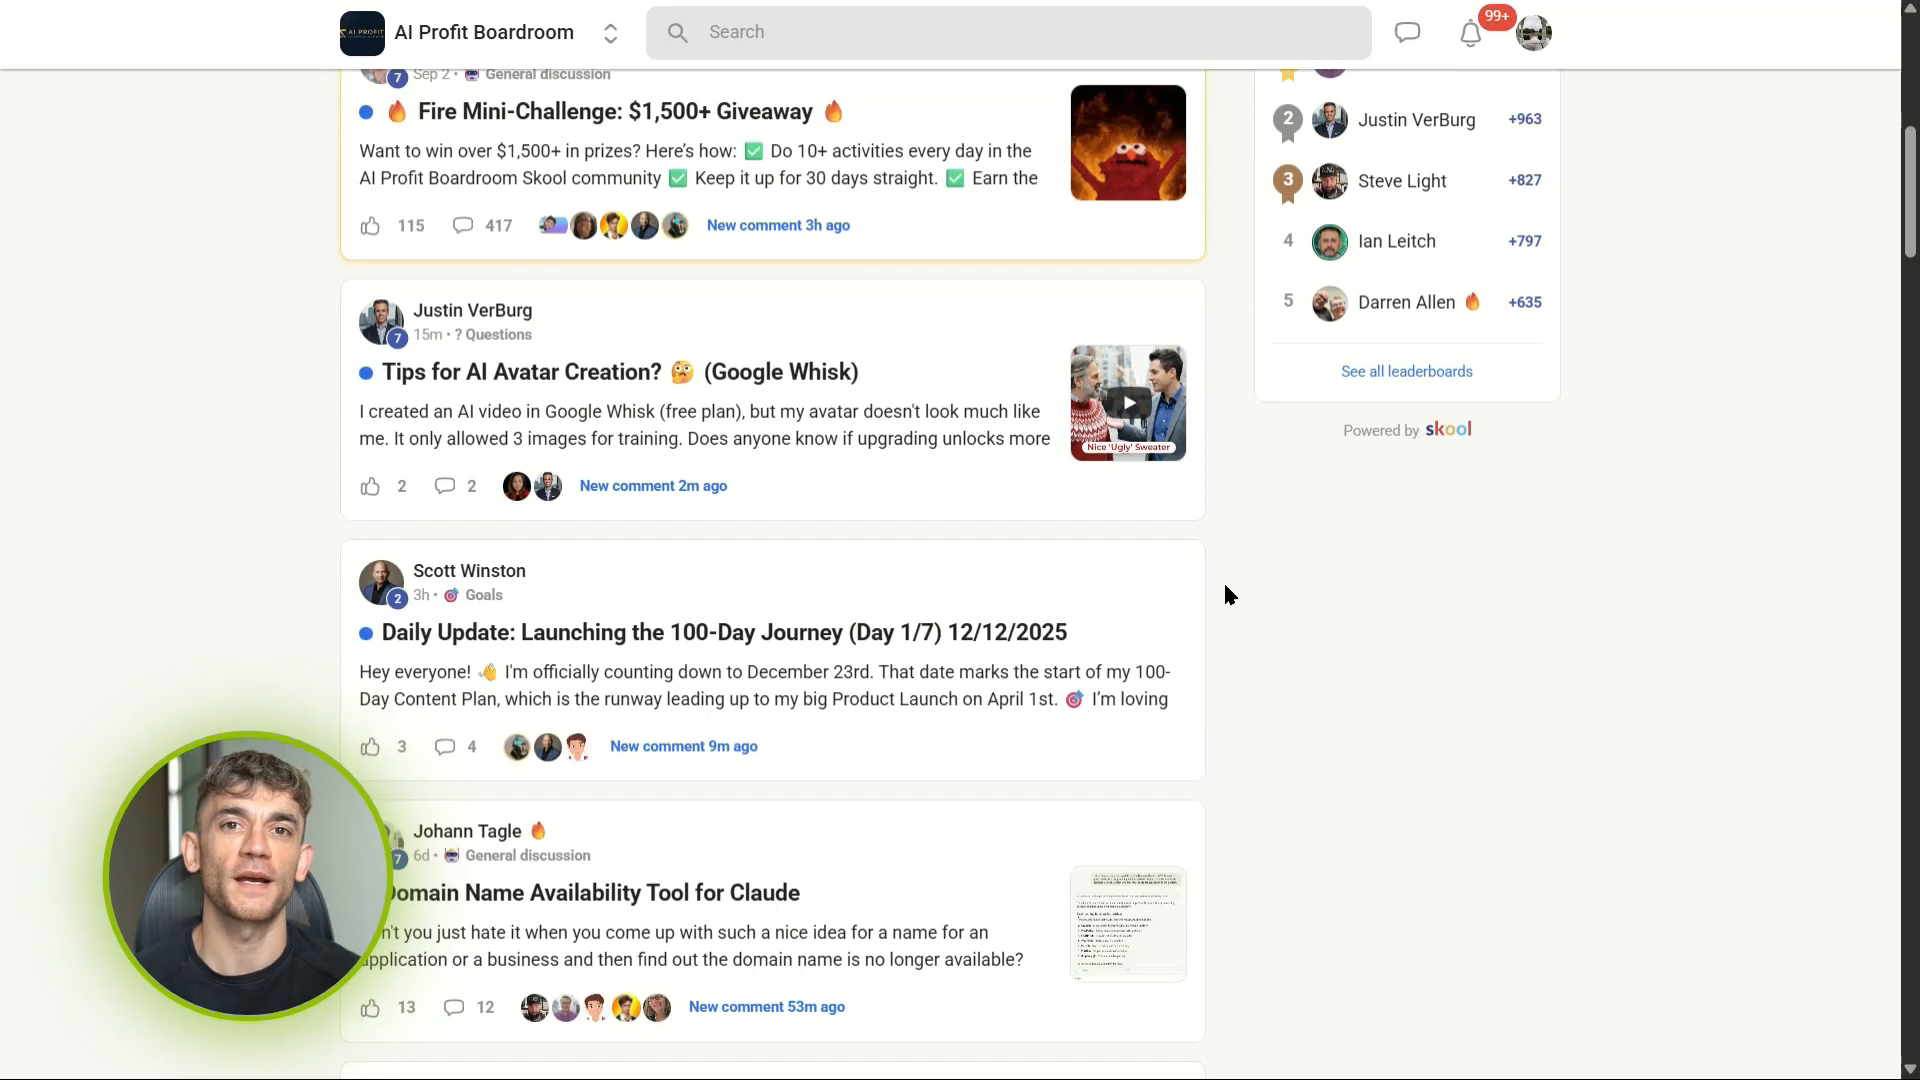 AI PROFIT
AI Profit Boardroom
Search
99+
7
Sep 2 • General discussion
Fire Mini-Challenge: $1,500+ Giveaway
Want to win over $1,500+ in prizes? Here's how: ✅ Do 10+ activities every day in the
AI Profit Boardroom Skool community ✅ Keep it up for 30 days straight. ✅ Earn the
115
417
New comment 3h ago
Justin VerBurg
7
15m • ? Questions
Tips for AI Avatar Creation? (Google Whisk)
I created an AI video in Google Whisk (free plan), but my avatar doesn't look much like
me. It only allowed 3 images for training. Does anyone know if upgrading unlocks more
Nice 'Ugly' Sweater
2
2
New comment 2m ago
Scott Winston
2
3h • Goals
Daily Update: Launching the 100-Day Journey (Day 1/7) 12/12/2025
Hey everyone! 👋 I'm officially counting down to December 23rd. That date marks the start of my 100-
Day Content Plan, which is the runway leading up to my big Product Launch on April 1st. 🎯 I'm loving
3
4
New comment 9m ago
Johann Tagle
7
6d • General discussion
Domain Name Availability Tool for Claude
n't you just hate it when you come up with such a nice idea for a name for an
application or a business and then find out the domain name is no longer available?
13
12
New comment 53m ago
2
Justin VerBurg
+963
3
Steve Light
+827
4
Ian Leitch
+797
5
Darren Allen
+635
See all leaderboards
Powered by skool